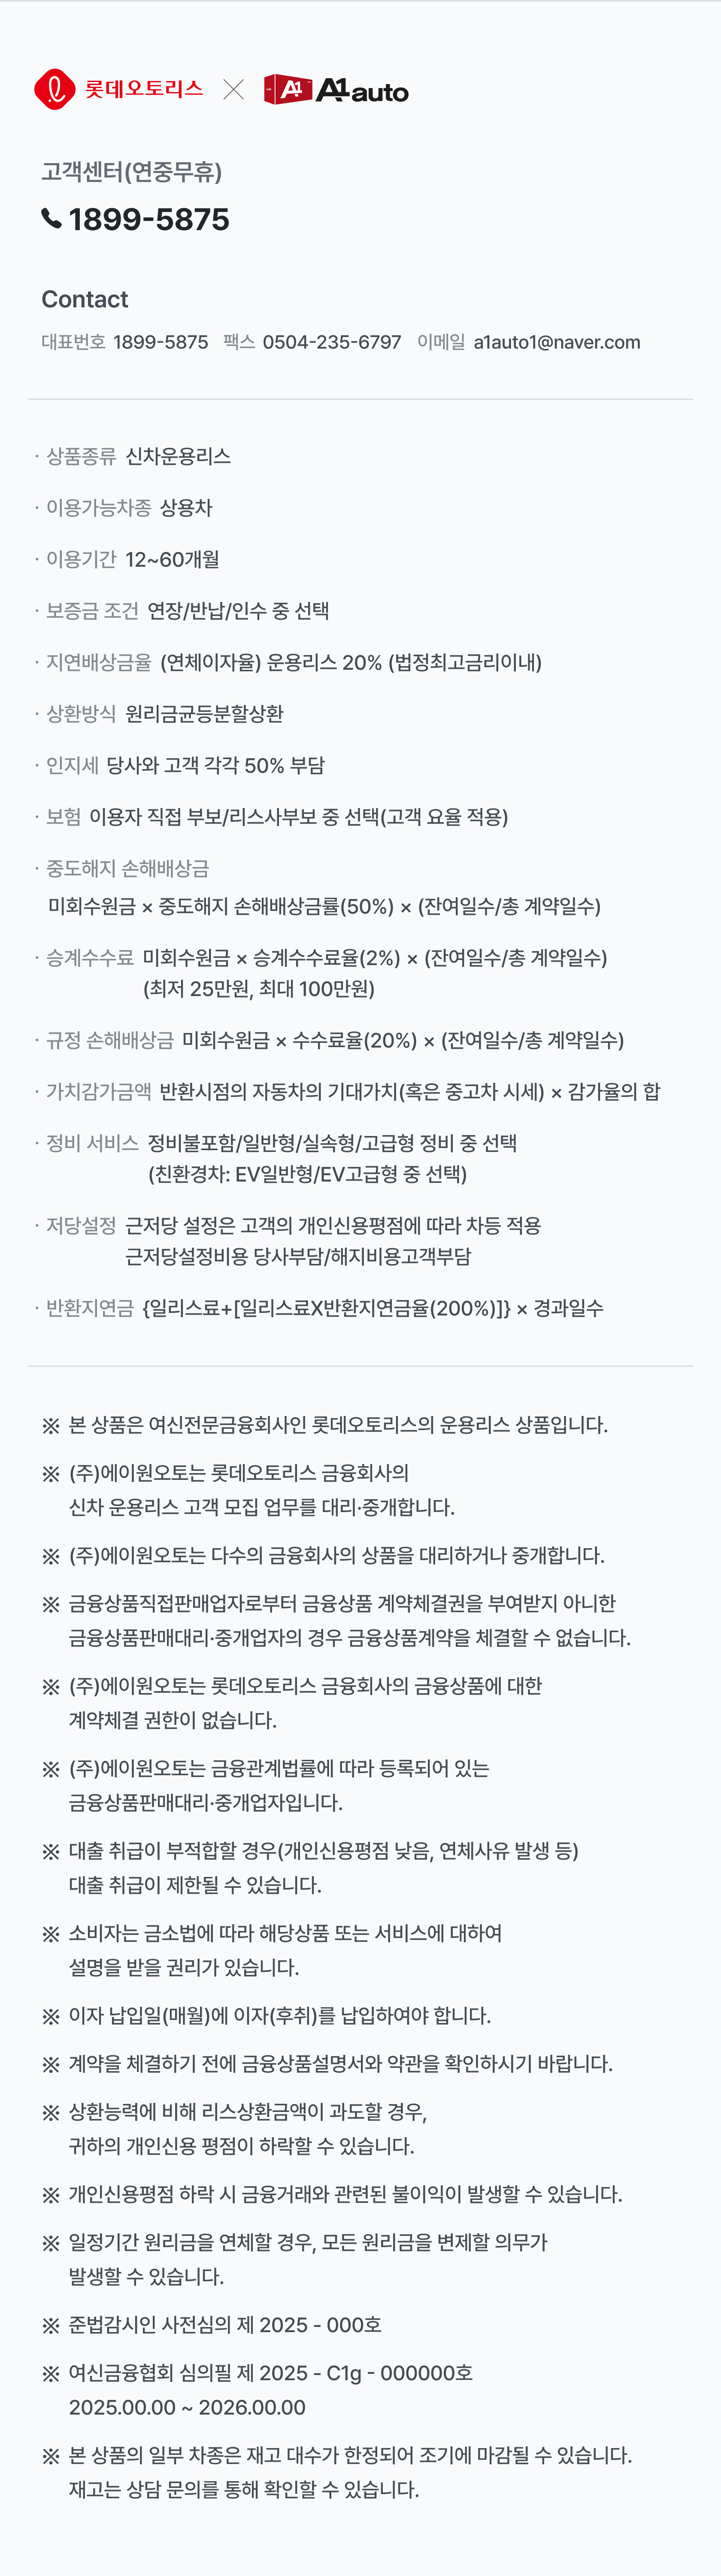 롯데오토리스 × A1 A1 auto
고객센터(연중무휴)
1899-5875
Contact
대표번호 1899-5875 팩스 0504-235-6797 이메일 a1auto1@naver.com
· 상품종류 신차운용리스
· 이용가능차종 상용차
· 이용기간 12~60개월
· 보증금 조건 연장/반납/인수 중 선택
· 지연배상금율 (연체이자율) 운용리스 20% (법정최고금리이내)
· 상환방식 원리금균등분할상환
· 인지세 당사와 고객 각각 50% 부담
· 보험 이용자 직접 부보/리스사부보 중 선택(고객 요율 적용)
· 중도해지 손해배상금
미회수원금 × 중도해지 손해배상금률(50%) × (잔여일수/총 계약일수)
· 승계수수료 미회수원금 × 승계수수료율(2%) × (잔여일수/총 계약일수)
(최저 25만원, 최대 100만원)
· 규정 손해배상금 미회수원금 × 수수료율(20%) × (잔여일수/총 계약일수)
· 가치감가금액 반환시점의 자동차의 기대가치(혹은 중고차 시세) × 감가율의 합
· 정비 서비스 정비불포함/일반형/실속형/고급형 정비 중 선택
(친환경차: EV일반형/EV고급형 중 선택)
· 저당설정 근저당 설정은 고객의 개인신용평점에 따라 차등 적용
근저당설정비용 당사부담/해지비용고객부담
· 반환지연금 {일리스료+[일리스료X반환지연금율(200%)]} × 경과일수
※ 본 상품은 여신전문금융회사인 롯데오토리스의 운용리스 상품입니다.
※ (주)에이원오토는 롯데오토리스 금융회사의
신차 운용리스 고객 모집 업무를 대리·중개합니다.
※ (주)에이원오토는 다수의 금융회사의 상품을 대리하거나 중개합니다.
※ 금융상품직접판매업자로부터 금융상품 계약체결권을 부여받지 아니한
금융상품판매대리·중개업자의 경우 금융상품계약을 체결할 수 없습니다.
※ (주)에이원오토는 롯데오토리스 금융회사의 금융상품에 대한
계약체결 권한이 없습니다.
※ (주)에이원오토는 금융관계법률에 따라 등록되어 있는
금융상품판매대리·중개업자입니다.
※ 대출 취급이 부적합할 경우(개인신용평점 낮음, 연체사유 발생 등)
대출 취급이 제한될 수 있습니다.
※ 소비자는 금소법에 따라 해당상품 또는 서비스에 대하여
설명을 받을 권리가 있습니다.
※ 이자 납입일(매월)에 이자(후취)를 납입하여야 합니다.
※ 계약을 체결하기 전에 금융상품설명서와 약관을 확인하시기 바랍니다.
※ 상환능력에 비해 리스상환금액이 과도할 경우,
귀하의 개인신용 평점이 하락할 수 있습니다.
※ 개인신용평점 하락 시 금융거래와 관련된 불이익이 발생할 수 있습니다.
※ 일정기간 원리금을 연체할 경우, 모든 원리금을 변제할 의무가
발생할 수 있습니다.
※ 준법감시인 사전심의 제 2025 - 000호
※ 여신금융협회 심의필 제 2025 - C1g - 000000호
2025.00.00 ~ 2026.00.00
※ 본 상품의 일부 차종은 재고 대수가 한정되어 조기에 마감될 수 있습니다.
재고는 상담 문의를 통해 확인할 수 있습니다.